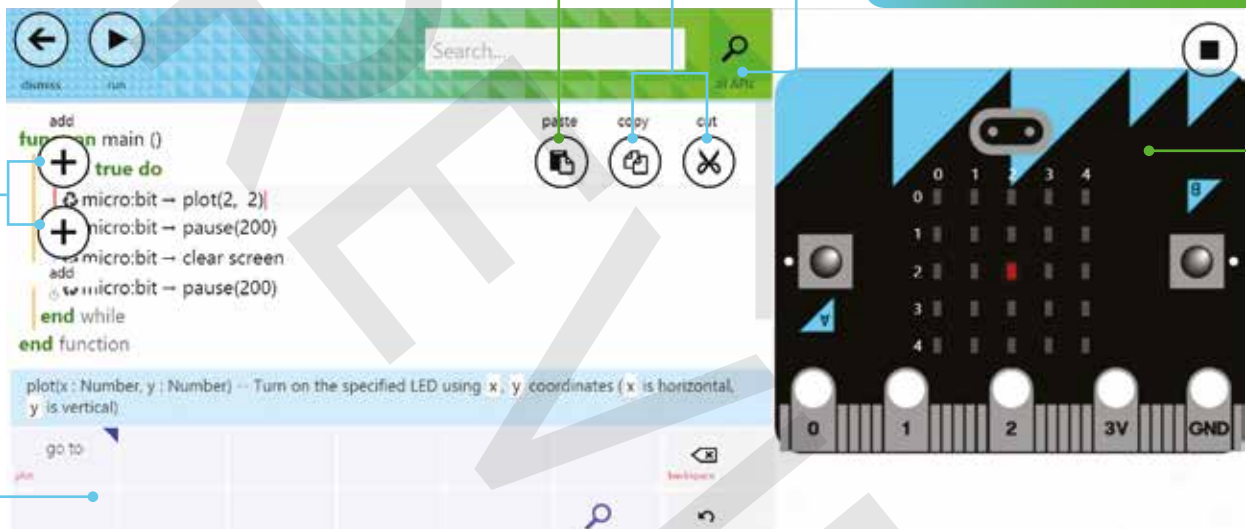 Search...
dismiss run all APIs
add
paste copy cut
function main ()
true do
micro:bit → plot(2, 2)
micro:bit → pause(200)
micro:bit → clear screen
add
micro:bit → pause(200)
end while
end function
plot(x : Number, y : Number) -- Turn on the specified LED using x, y coordinates (x is horizontal,
y is vertical)
go to
plot
backspace
0 1 2 3 4
0
1
2
3
4
B
A
0 1 2 3V GND